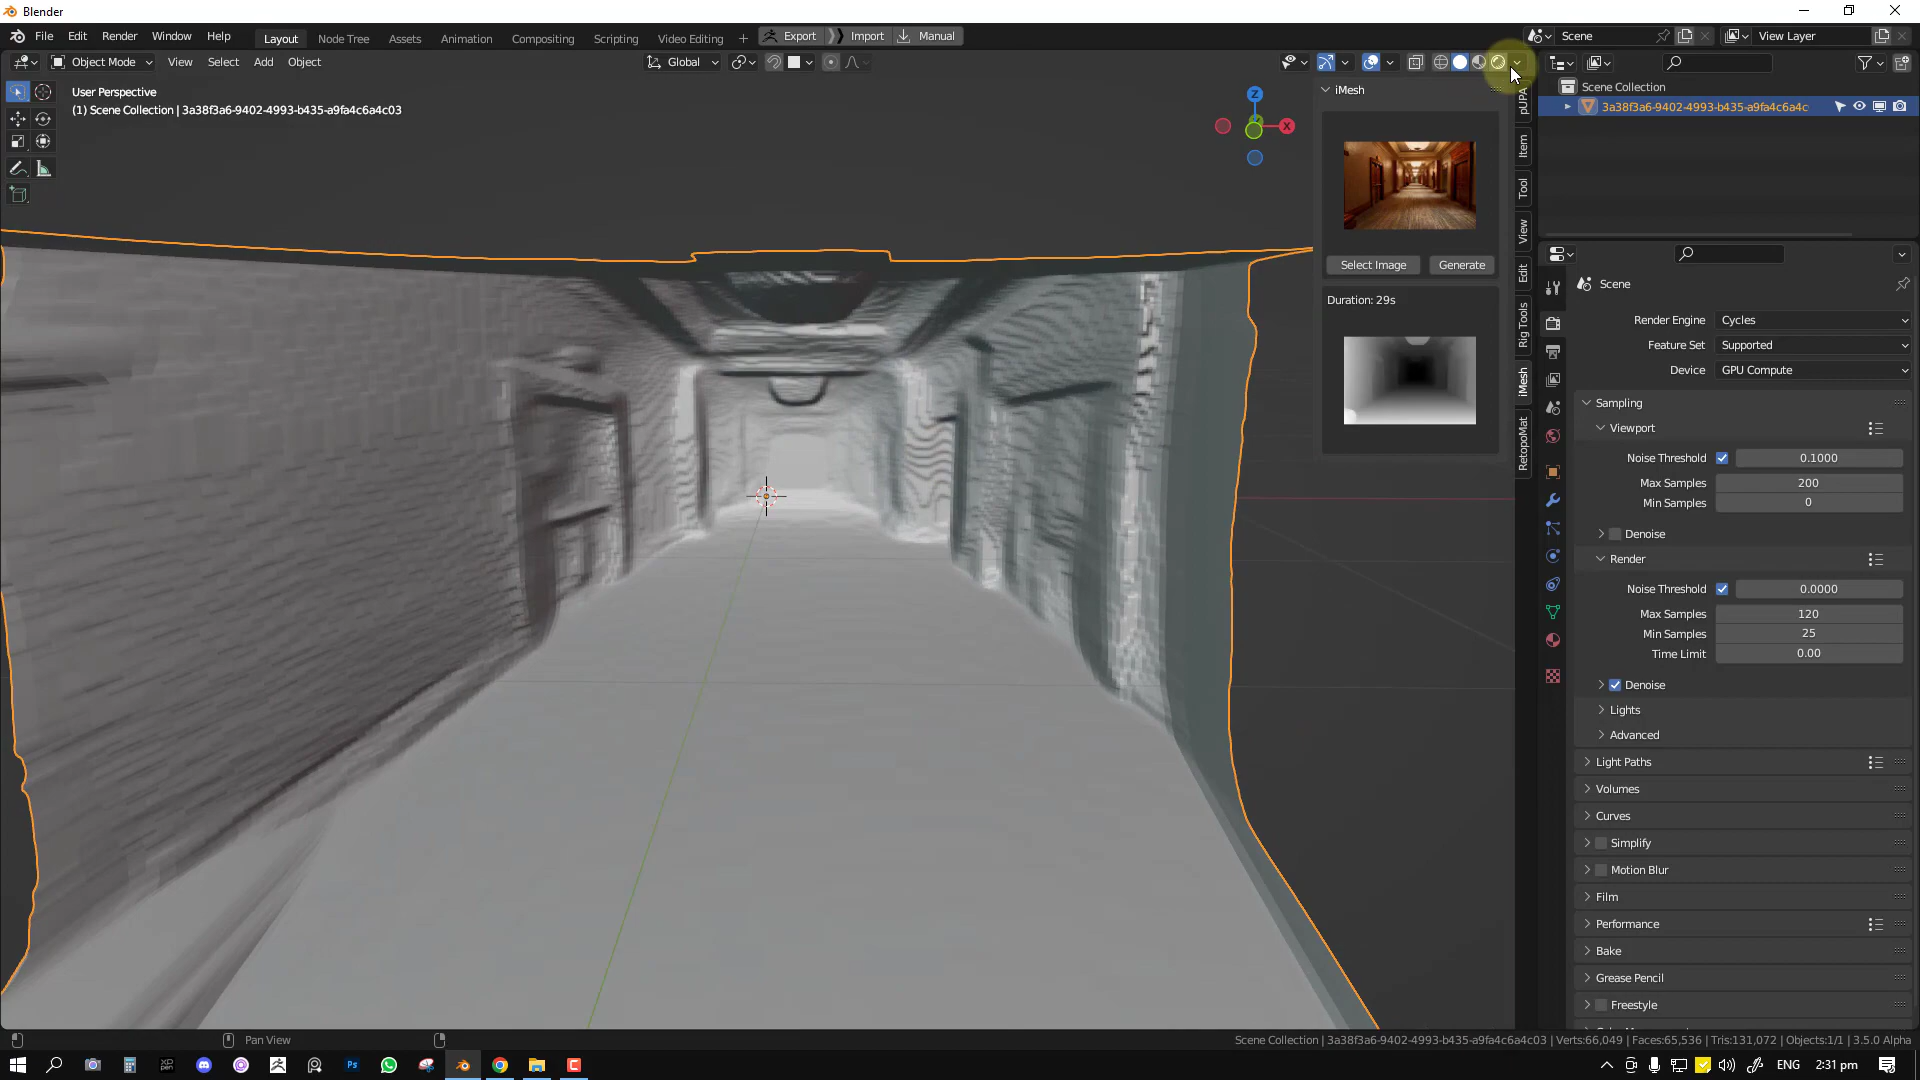 Blender
File Edit Render Window Help
Layout Node Tree Assets Animation Compositing Scripting Video Editing + Export Import Manual
Scene
View Layer
Object Mode View Select Add Object
Global
User Perspective
(1) Scene Collection | 3a38f3a6-9402-4993-b435-a9fa4c6a4c03
Z
X
iMesh
Select Image Generate
Duration: 29s
pUPA
Item
Tool
View
Edit
Rig Tools
iMesh
RetopoMat
Scene Collection
3a38f3a6-9402-4993-b435-a9fa4c6a4c
Scene
Render Engine Cycles
Feature Set Supported
Device GPU Compute
Sampling
Viewport
Noise Threshold 0.1000
Max Samples 200
Min Samples 0
Denoise
Render
Noise Threshold 0.0000
Max Samples 120
Min Samples 25
Time Limit 0.00
Denoise
Lights
Advanced
Light Paths
Volumes
Curves
Simplify
Motion Blur
Film
Performance
Bake
Grease Pencil
Freestyle
Pan View
Scene Collection | 3a38f3a6-9402-4993-b435-a9fa4c6a4c03 | Verts:66,049 | Faces:65,536 | Tris:131,072 | Objects:1/1 | 3.5.0 Alpha
XP PEN
Ps
ENG
2:31 pm